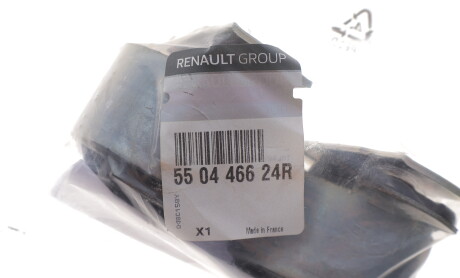 RENAULT GROUP
55 04 466 24R
X1 Made in France